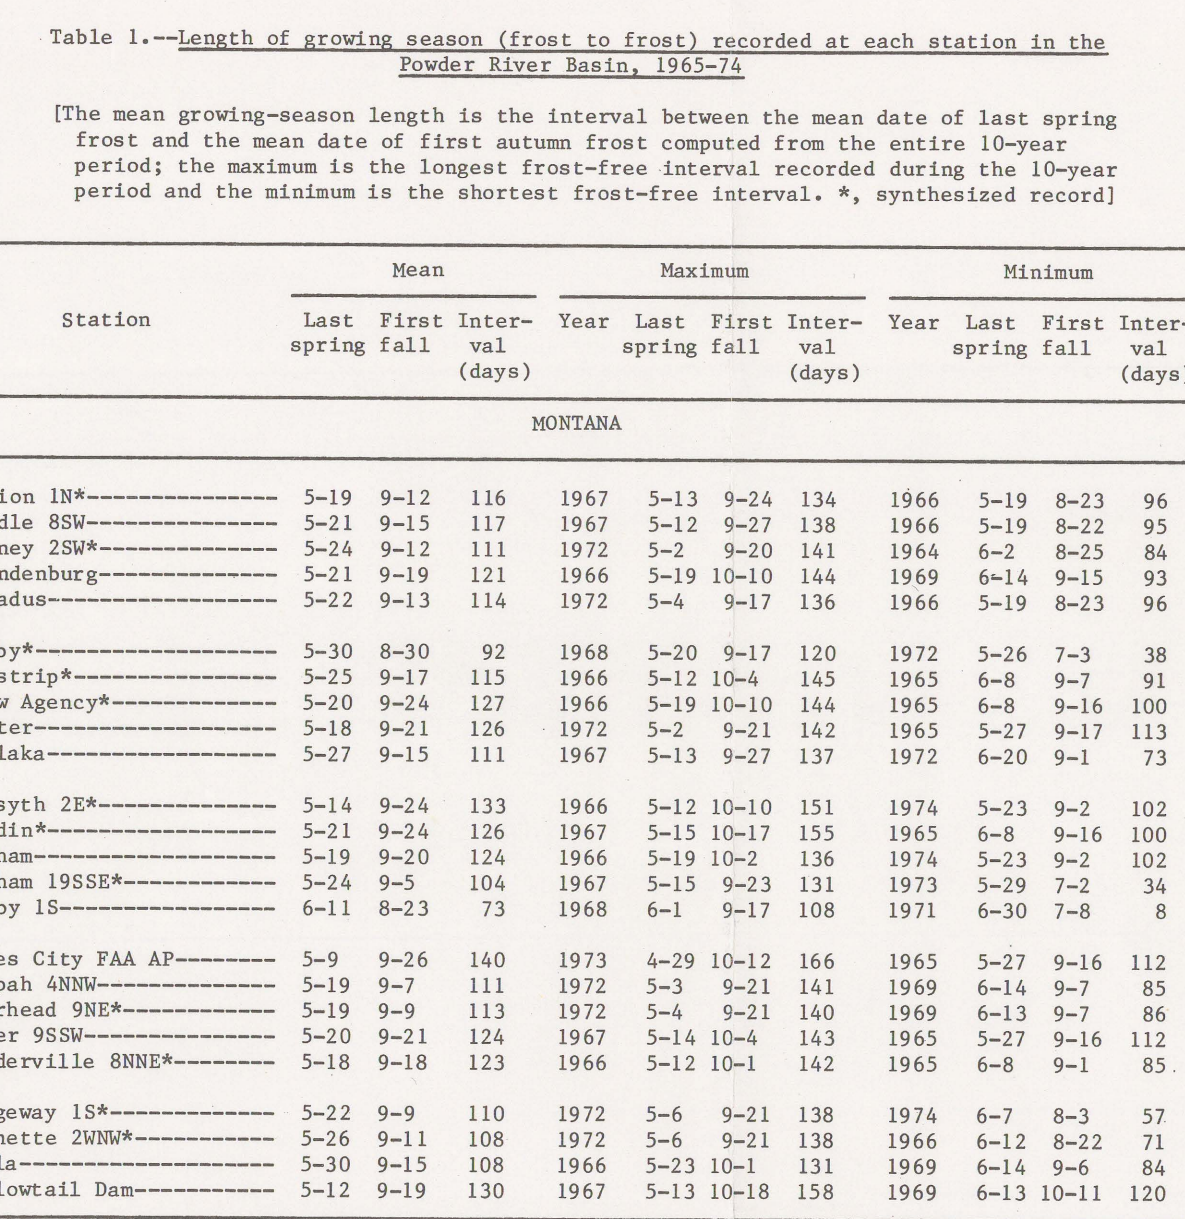 Table 1.--Length of growing season (frost to frost) recorded at each station in the
Powder River Basin, 1965-74
[The mean growing-season length is the interval between the mean date of last spring
frost and the mean date of first autumn frost computed from the entire 10-year
period; the maximum is the longest frost-free interval recorded during the 10-year
period and the minimum is the shortest frost-free interval. *, synthesized record]
Mean Maximum Minimum
Station Last First Inter- Year Last First Inter- Year Last First Inter-
spring fall val spring fall val spring fall val
(days) (days) (days)
MONTANA
ion 1N*--------------- 5-19 9-12 116 1967 5-13 9-24 134 1966 5-19 8-23 96
dle 8SW--------------- 5-21 9-15 117 1967 5-12 9-27 138 1966 5-19 8-22 95
ney 2SW*-------------- 5-24 9-12 111 1972 5-2 9-20 141 1964 6-2 8-25 84
ndenburg-------------- 5-21 9-19 121 1966 5-19 10-10 144 1969 6-14 9-15 93
adus------------------ 5-22 9-13 114 1972 5-4 9-17 136 1966 5-19 8-23 96
by*------------------- 5-30 8-30 92 1968 5-20 9-17 120 1972 5-26 7-3 38
strip*---------------- 5-25 9-17 115 1966 5-12 10-4 145 1965 6-8 9-7 91
w Agency*------------- 5-20 9-24 127 1966 5-19 10-10 144 1965 6-8 9-16 100
ter------------------- 5-18 9-21 126 1972 5-2 9-21 142 1965 5-27 9-17 113
laka------------------ 5-27 9-15 111 1967 5-13 9-27 137 1972 6-20 9-1 73
syth 2E*-------------- 5-14 9-24 133 1966 5-12 10-10 151 1974 5-23 9-2 102
din*------------------ 5-21 9-24 126 1967 5-15 10-17 155 1965 6-8 9-16 100
ham------------------- 5-19 9-20 124 1966 5-19 10-2 136 1974 5-23 9-2 102
ham 19SSE*------------ 5-24 9-5 104 1967 5-15 9-23 131 1973 5-29 7-2 34
by 1S----------------- 6-11 8-23 73 1968 6-1 9-17 108 1971 6-30 7-8 8
es City FAA AP-------- 5-9 9-26 140 1973 4-29 10-12 166 1965 5-27 9-16 112
pah 4NNW-------------- 5-19 9-7 111 1972 5-3 9-21 141 1969 6-14 9-7 85
rhead 9NE*------------ 5-19 9-9 113 1972 5-4 9-21 140 1969 6-13 9-7 86
er 9SSW--------------- 5-20 9-21 124 1967 5-14 10-4 143 1965 5-27 9-16 112
derville 8NNE*-------- 5-18 9-18 123 1966 5-12 10-1 142 1965 6-8 9-1 85
geway 1S*------------- 5-22 9-9 110 1972 5-6 9-21 138 1974 6-7 8-3 57
nette 2WNW*----------- 5-26 9-11 108 1972 5-6 9-21 138 1966 6-12 8-22 71
la-------------------- 5-30 9-15 108 1966 5-23 10-1 131 1969 6-14 9-6 84
lowtail Dam----------- 5-12 9-19 130 1967 5-13 10-18 158 1969 6-13 10-11 120